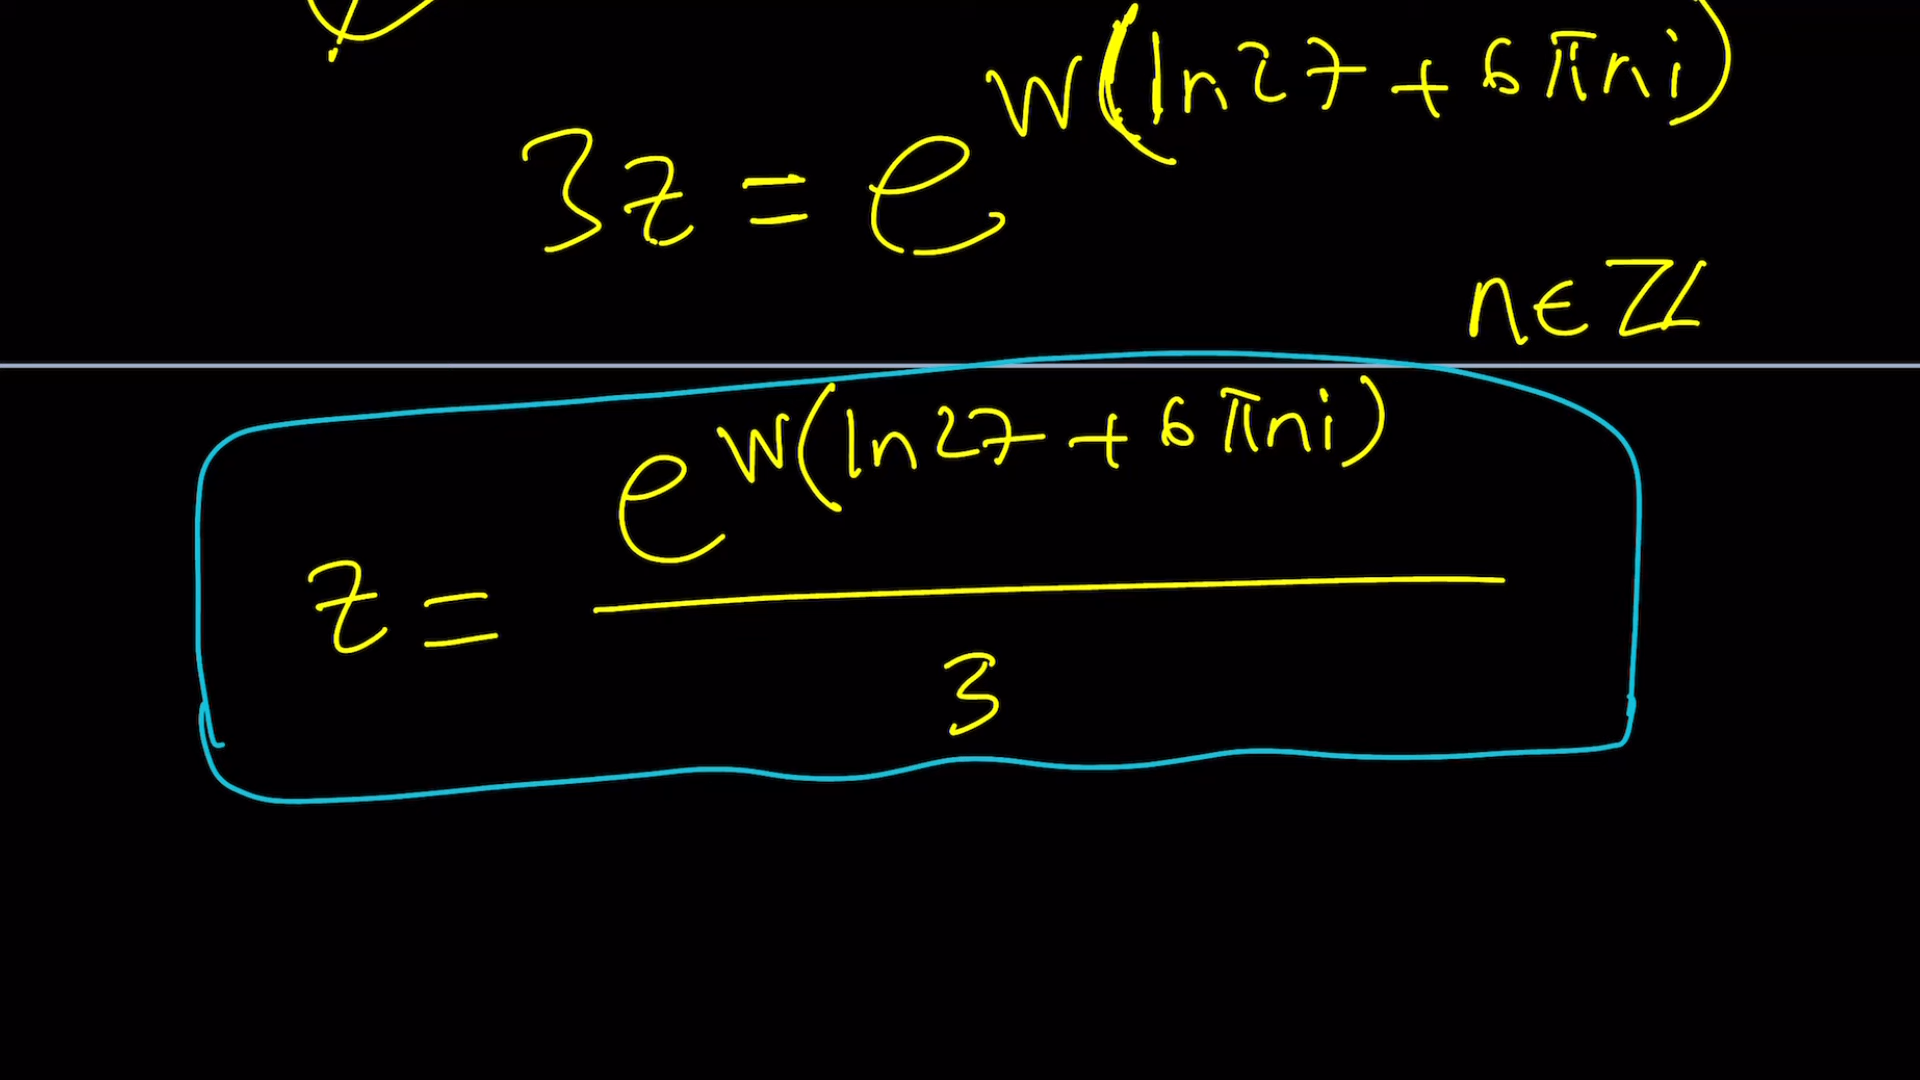 3z = e^W(ln27 + 6πni)
n∈ℤ
z = e^W(ln27 + 6πni) / 3